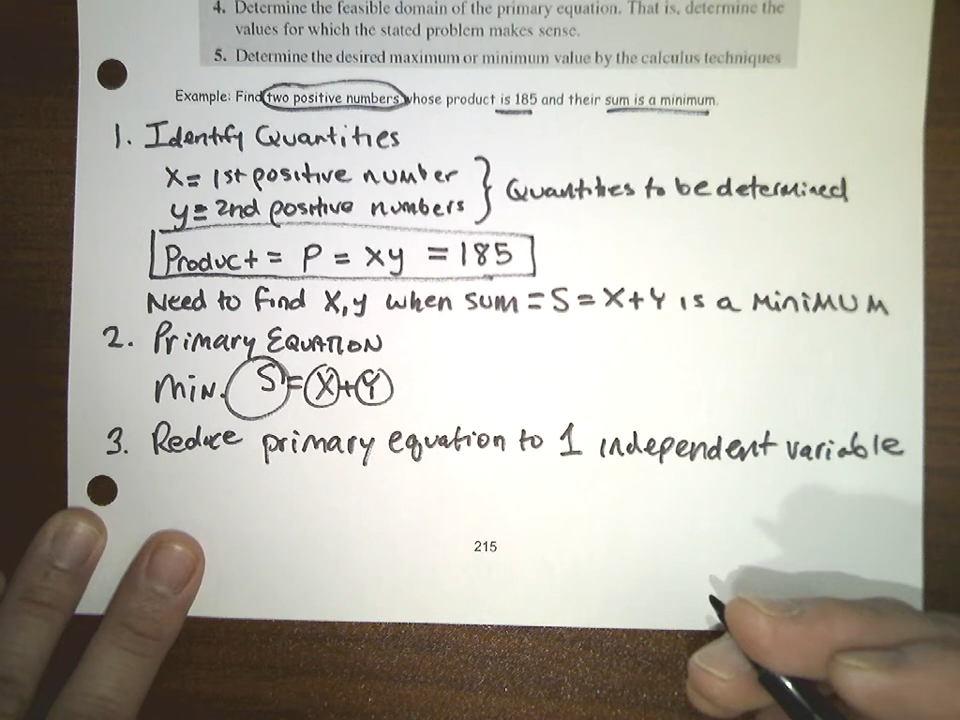 4. Determine the feasible domain of the primary equation. That is, determine the
values for which the stated problem makes sense.
5. Determine the desired maximum or minimum value by the calculus techniques
Example: Find two positive numbers whose product is 185 and their sum is a minimum.
1. Identify Quantities
X = 1st positive number
y = 2nd positive numbers
} Quantities to be determined
Product = P = xy = 185
Need to find X, y when sum = S = X + Y is a MINIMUM
2. Primary EQUATION
MIN. S = X + Y
3. Reduce primary equation to 1 independent variable
215